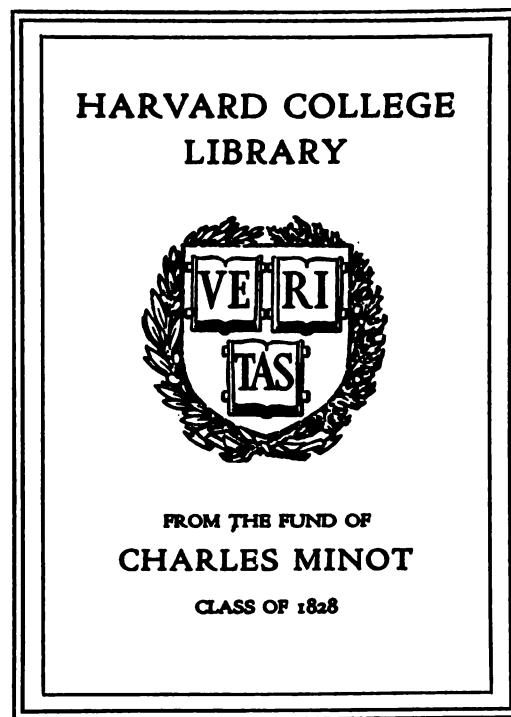 HARVARD COLLEGE
LIBRARY
VE RI
TAS
FROM THE FUND OF
CHARLES MINOT
CLASS OF 1828